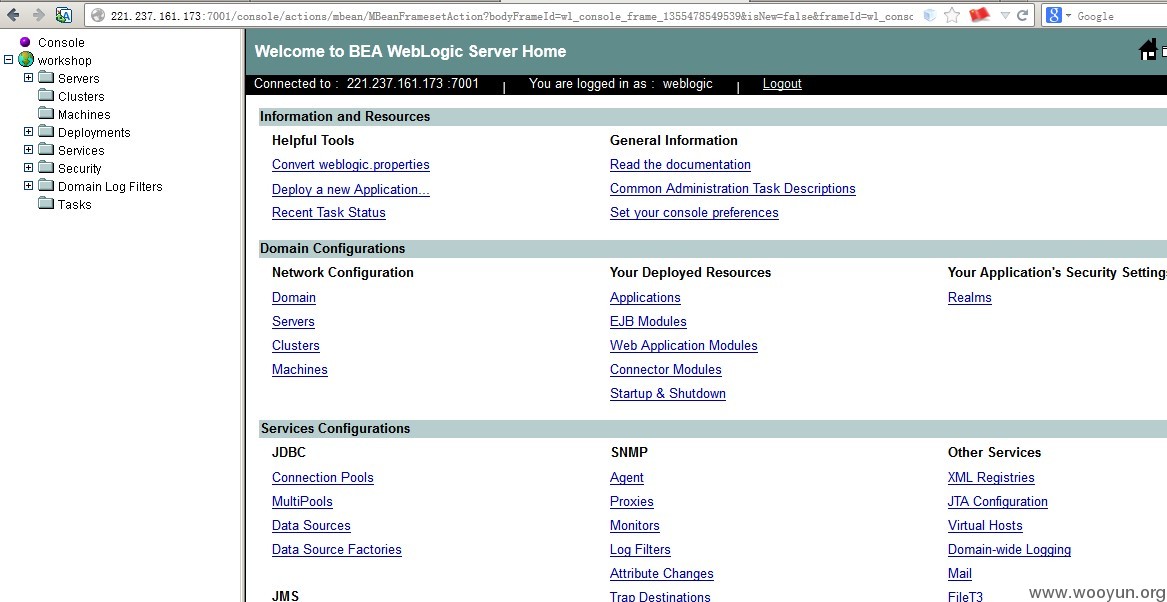 221.237.161.173:7001/console/actions/mbean/MBeanFramesetAction?bodyFrameId=wl_console_frame_1355478549539&isNew=false&frameId=wl_consc
Google
Console
workshop
Servers
Clusters
Machines
Deployments
Services
Security
Domain Log Filters
Tasks
Welcome to BEA WebLogic Server Home
Connected to : 221.237.161.173 :7001 | You are logged in as : weblogic | Logout
Information and Resources
Helpful Tools
General Information
Convert weblogic.properties
Read the documentation
Deploy a new Application...
Common Administration Task Descriptions
Recent Task Status
Set your console preferences
Domain Configurations
Network Configuration
Your Deployed Resources
Your Application's Security Settings
Domain
Applications
Realms
Servers
EJB Modules
Clusters
Web Application Modules
Machines
Connector Modules
Startup & Shutdown
Services Configurations
JDBC
SNMP
Other Services
Connection Pools
Agent
XML Registries
MultiPools
Proxies
JTA Configuration
Data Sources
Monitors
Virtual Hosts
Data Source Factories
Log Filters
Domain-wide Logging
Attribute Changes
Mail
JMS
Trap Destinations
FileT3
www.wooyun.org